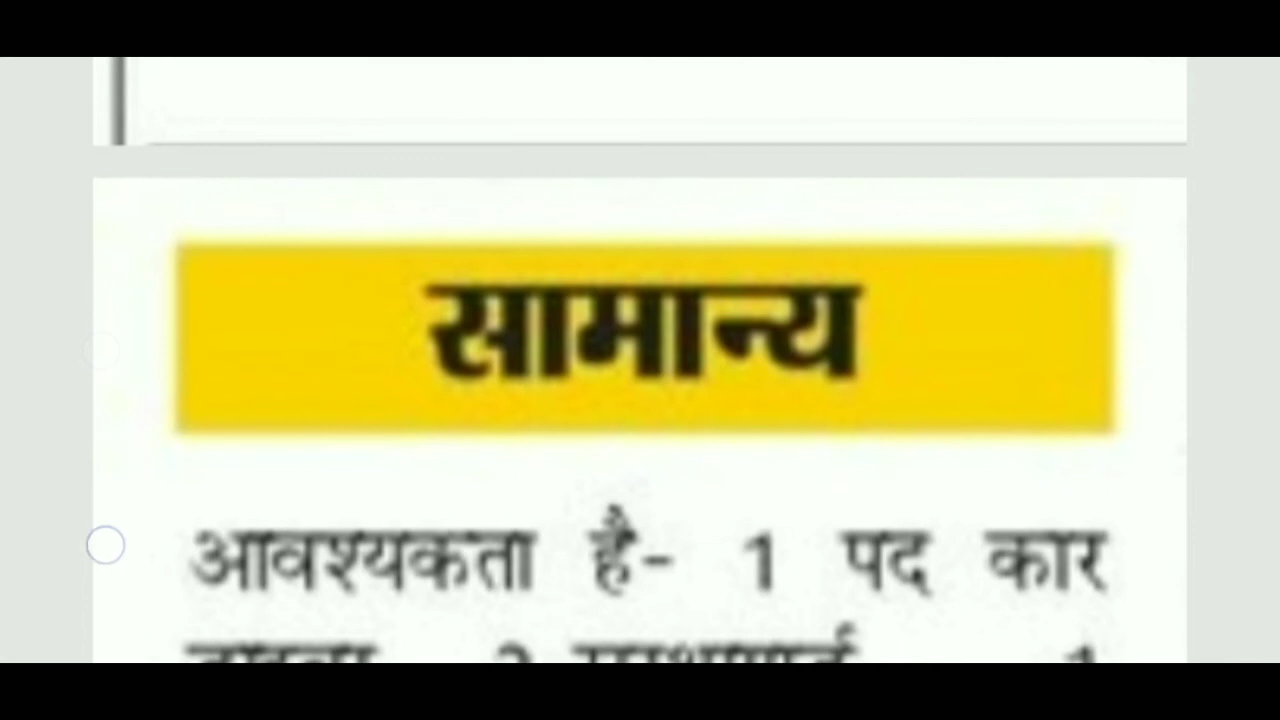 सामान्य
आवश्यकता है- 1 पद कार